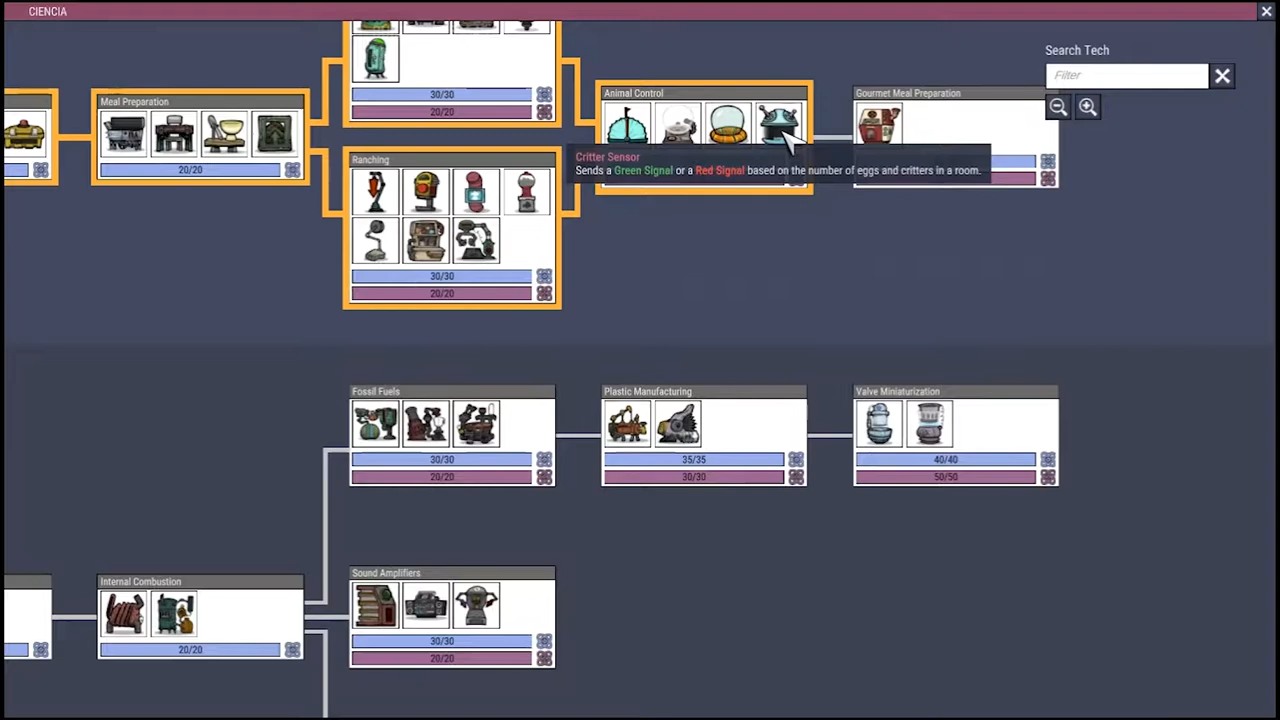 CIENCIA
Search Tech
Filter
30/30
20/20
Meal Preparation
20/20
Animal Control
Gourmet Meal Preparation
Ranching
Critter Sensor
Sends a Green Signal or a Red Signal based on the number of eggs and critters in a room.
30/30
20/20
Fossil Fuels
30/30
20/20
Plastic Manufacturing
35/35
30/30
Valve Miniaturization
40/40
50/50
Internal Combustion
20/20
Sound Amplifiers
30/30
20/20